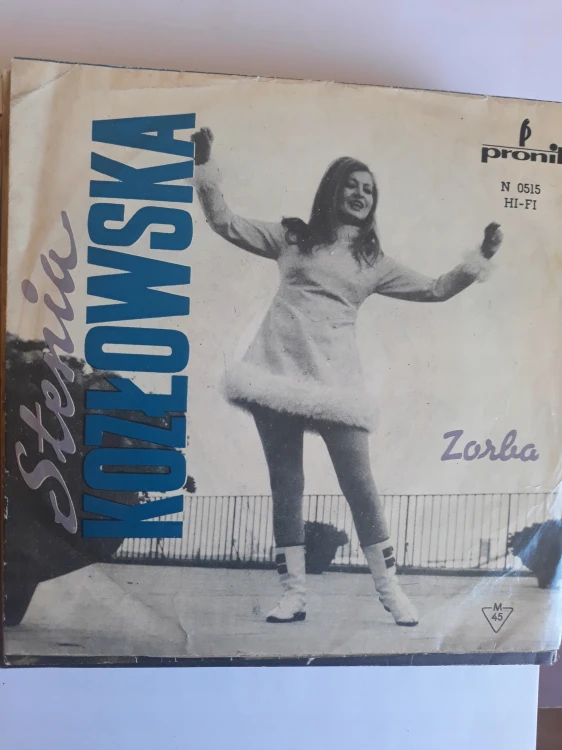 Stenia
KOZŁOWSKA
pronit
N 0515
HI-FI
Zorba
M
45